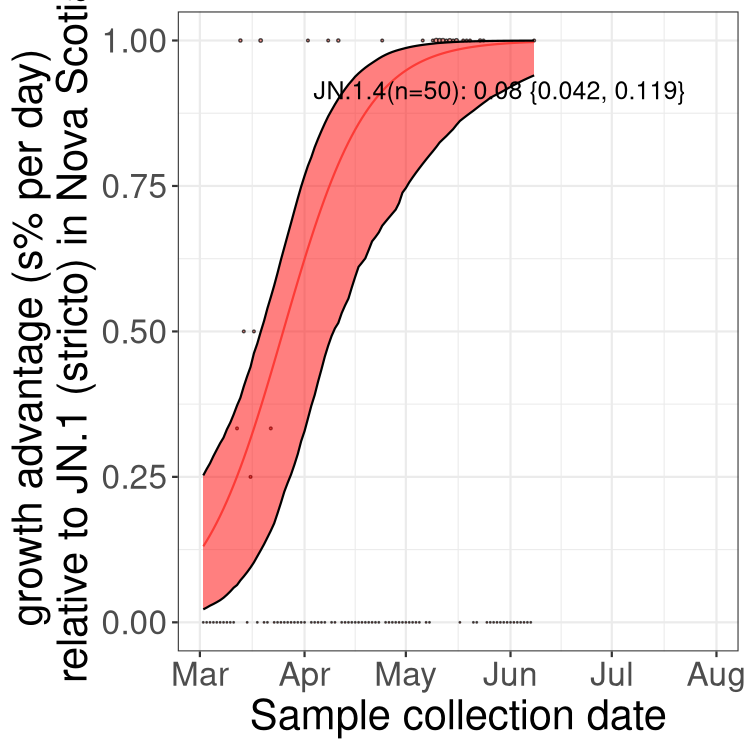 growth advantage (s% per day)
relative to JN.1 (stricto) in Nova Scotia
1.00
0.75
0.50
0.25
0.00
JN.1.4(n=50): 0.08 {0.042, 0.119}
Mar Apr May Jun Jul Aug
Sample collection date